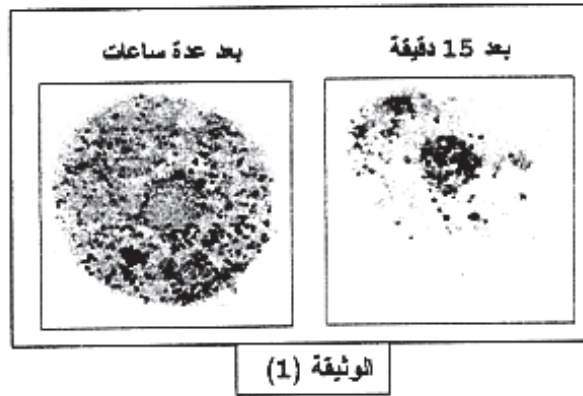 بعد 15 دقيقة
بعد عدة ساعات
الوثيقة (1)